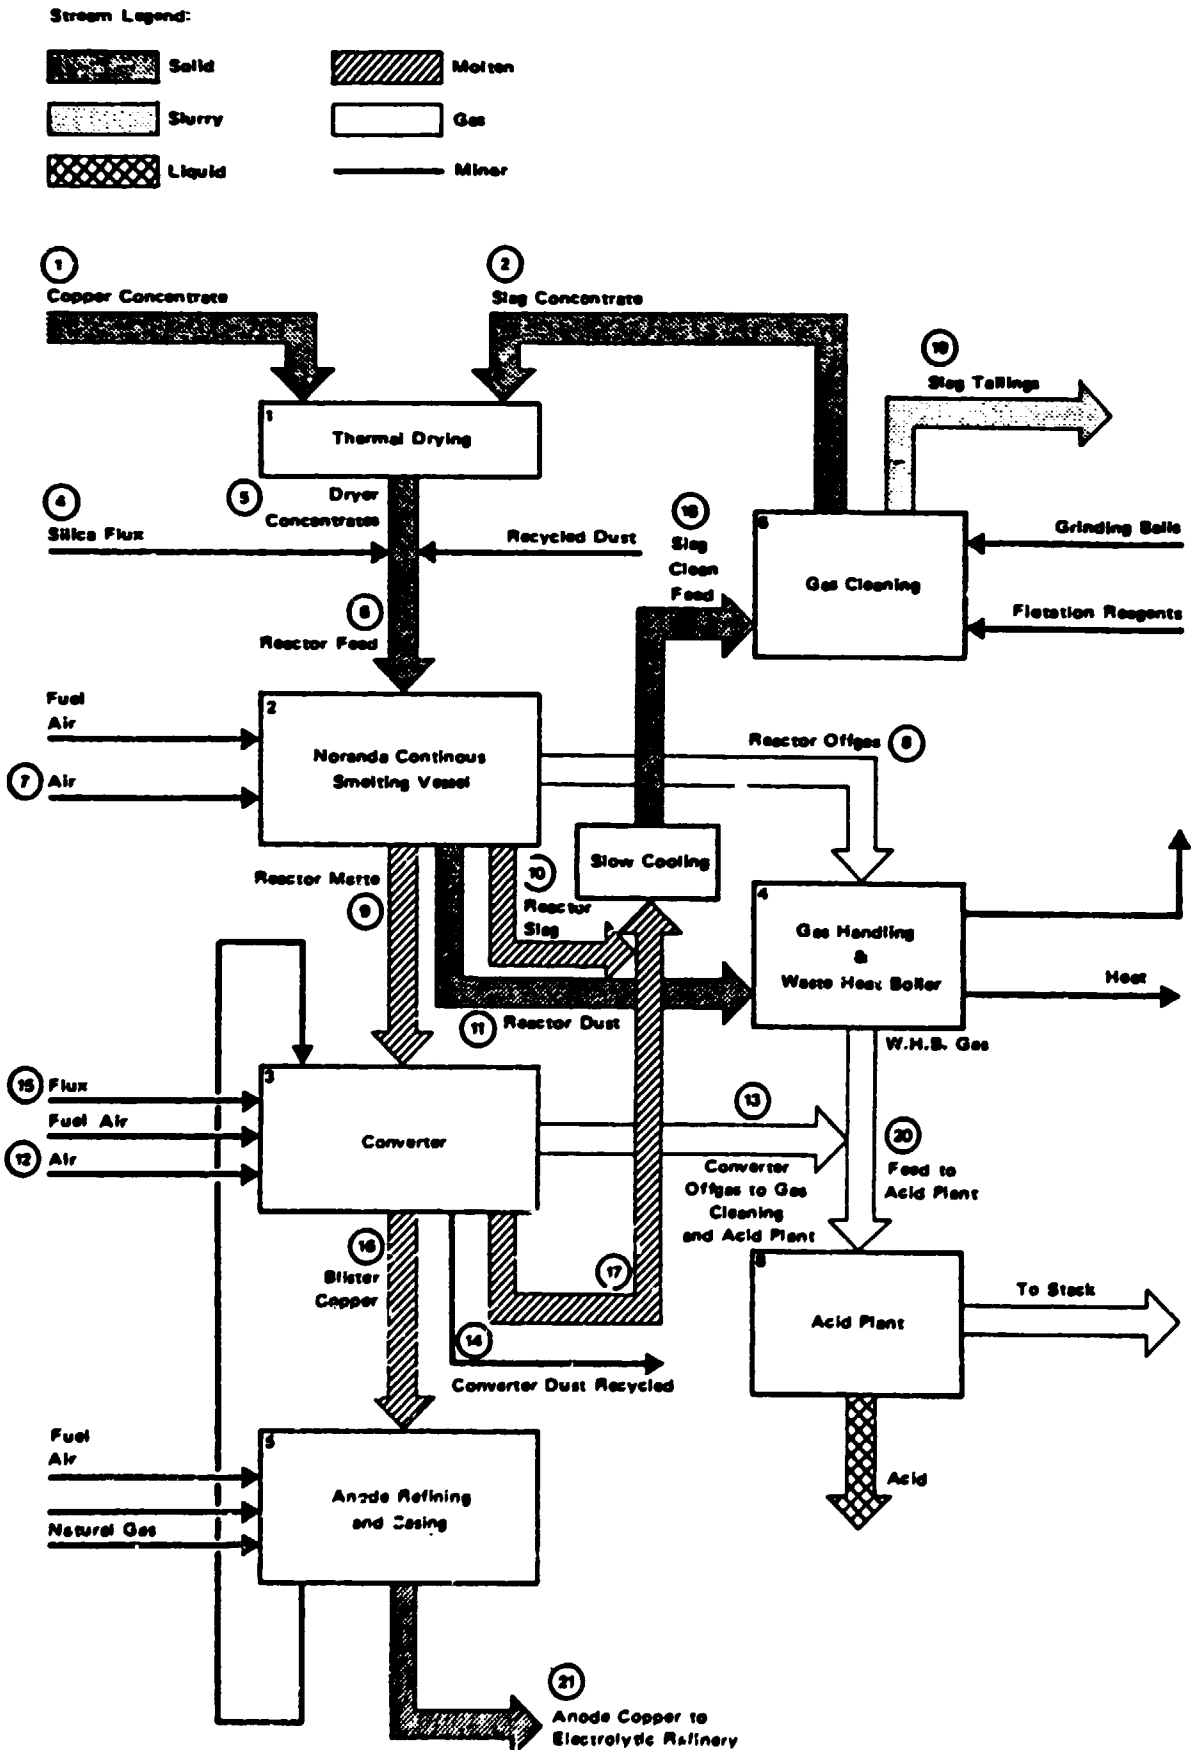 Stream Legend:
Solid
Molten
Slurry
Gas
Liquid
Minor
1
2
Copper Concentrate
Slag Concentrate
19
Slag Tailings
1
Thermal Drying
5
Dryer
Concentrates
4
Silica Flux
Recycled Dust
18
Slag
Clean
Feed
6
Gas Cleaning
Grinding Balls
Flotation Reagents
6
Reactor Feed
Fuel
Air
7 Air
2
Noranda Continous
Smelting Vessel
Reactor Offgas 8
Slow Cooling
Reactor Matte
9
10
Reactor
Slag
4
Gas Handling
&
Waste Heat Boiler
Heat
11 Reactor Dust
W.H.B. Gas
15 Flux
Fuel Air
12 Air
3
Converter
13
Converter
Offgas to Gas
Cleaning
and Acid Plant
20
Feed to
Acid Plant
16
Blister
Copper
17
14
Converter Dust Recycled
Acid Plant
To Stack
Acid
Fuel
Air
Natural Gas
5
Anode Refining
and Casing
21
Anode Copper to
Electrolytic Refinery